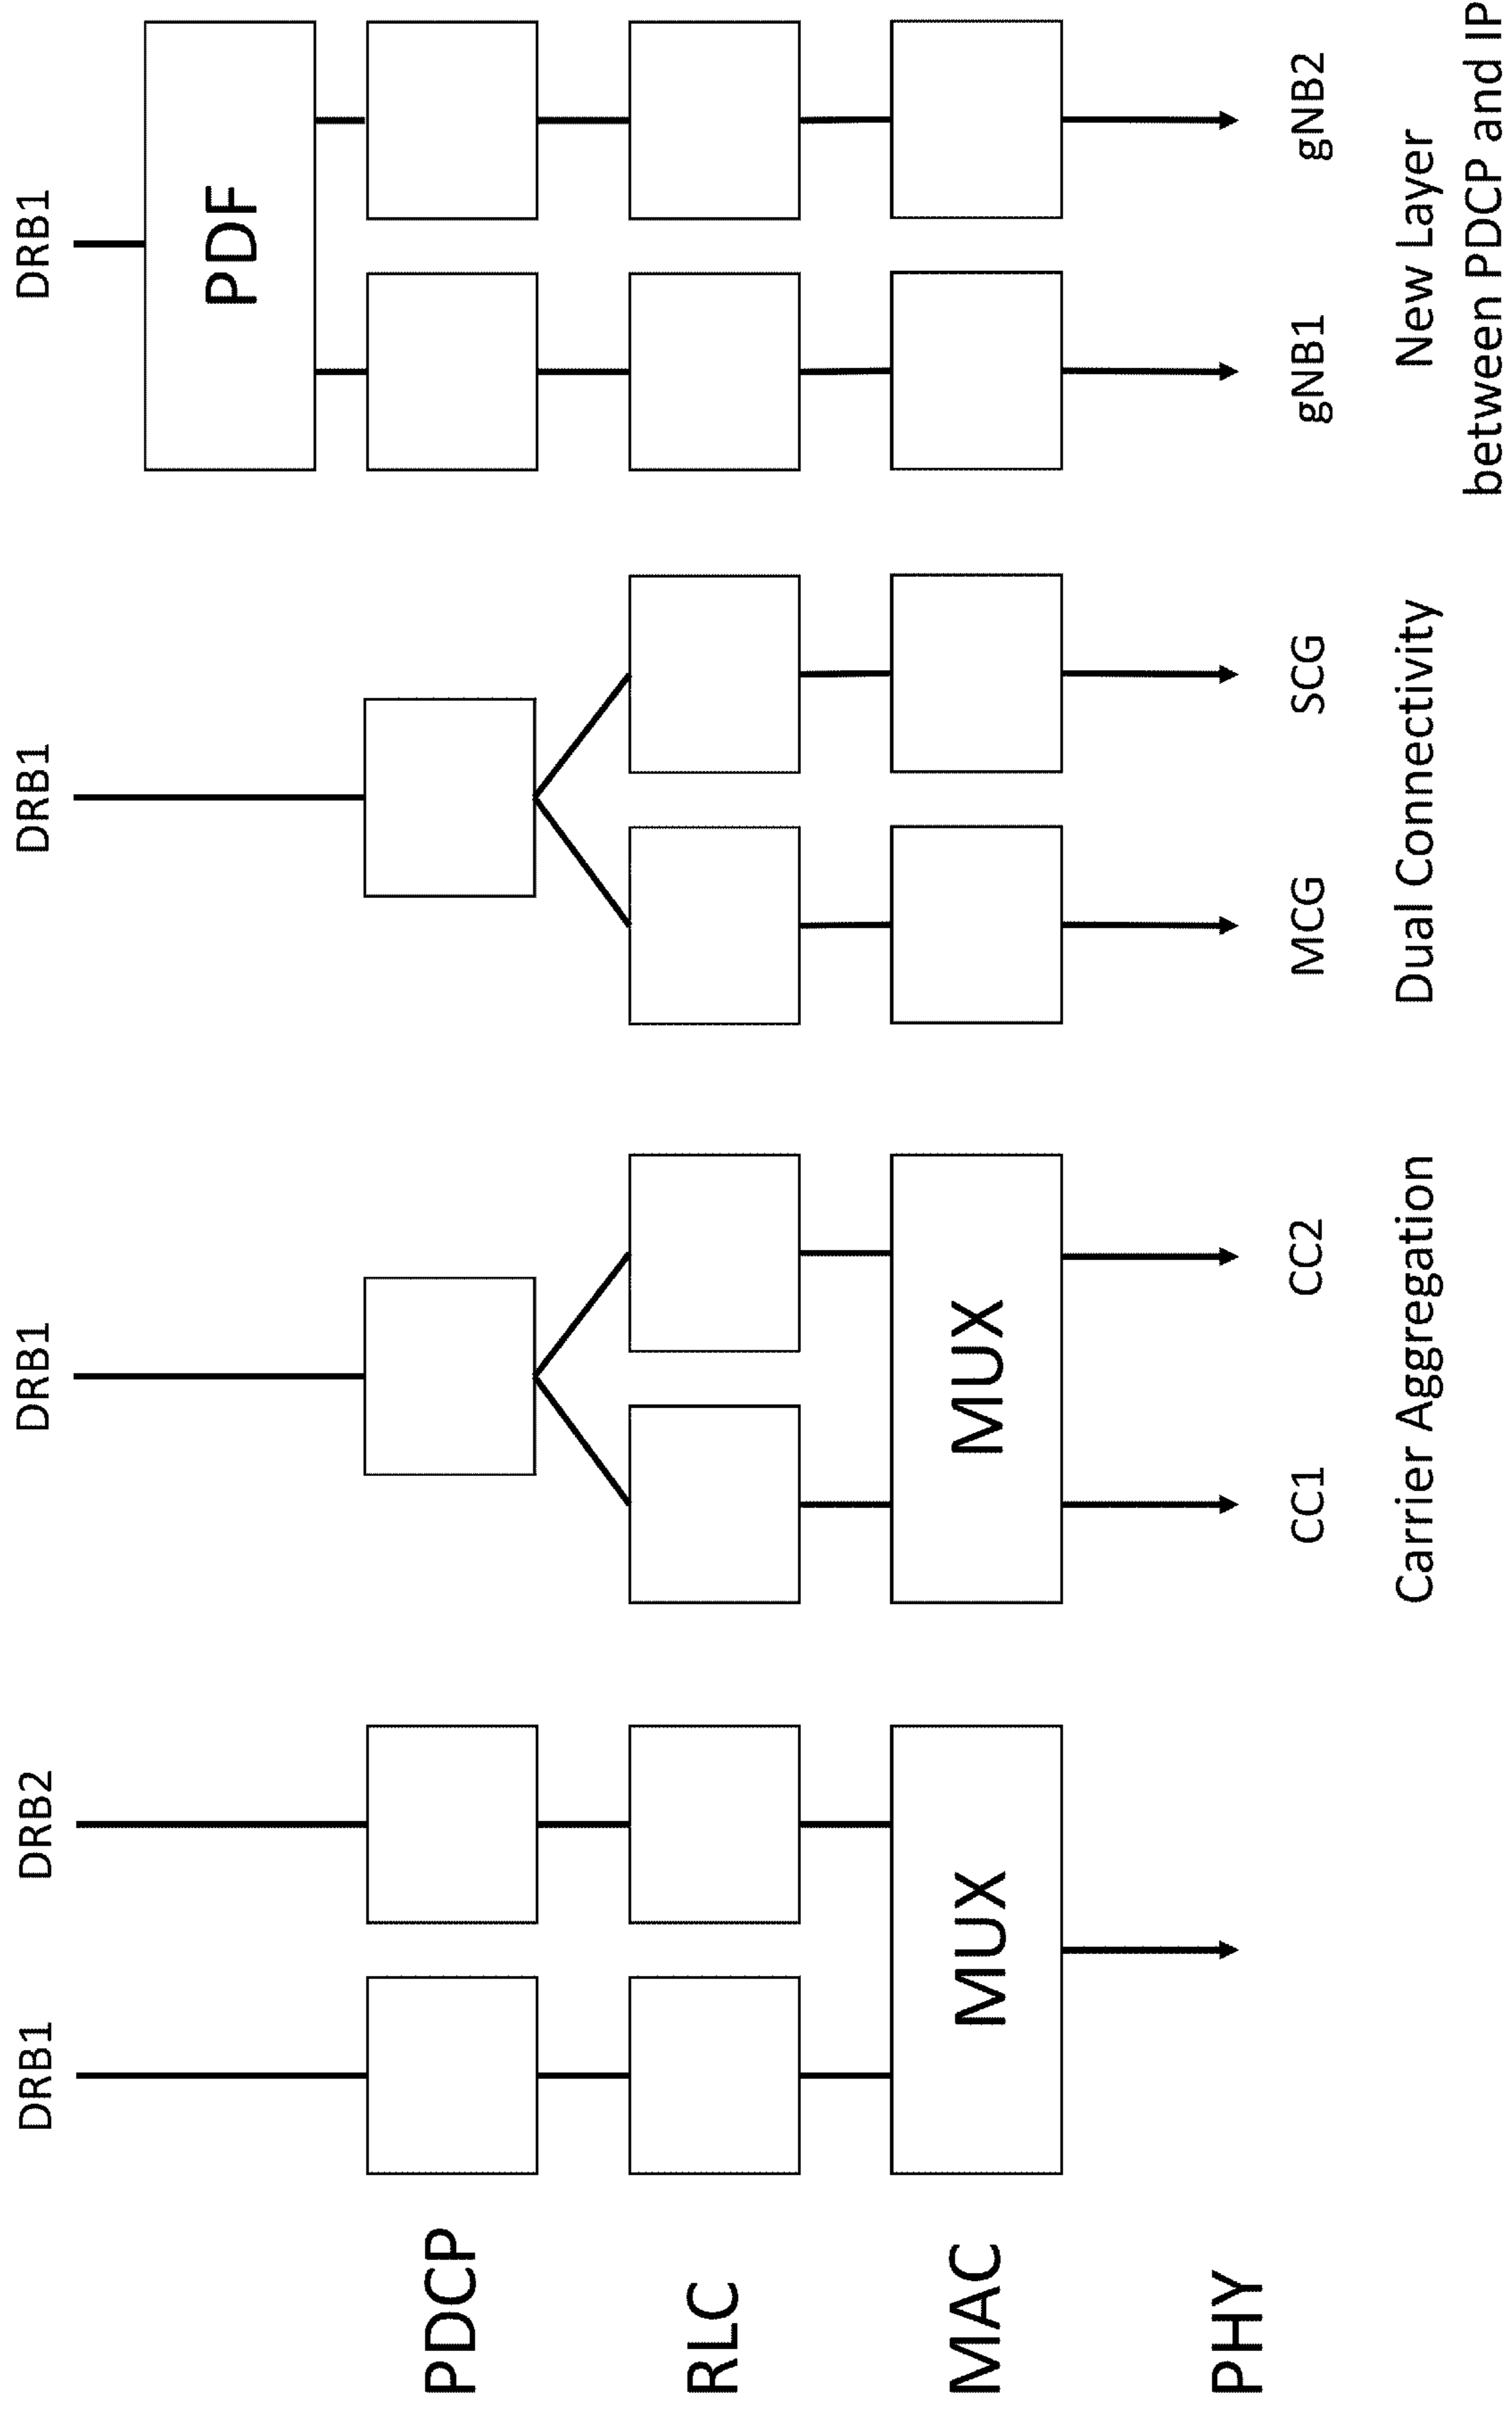 DRB1 DRB2 DRB1 DRB1 DRB1
PDF
PDCP
RLC
MAC MUX MUX
PHY
CC1 CC2 MCG SCG gNB1 gNB2
Carrier Aggregation Dual Connectivity New Layer
between PDCP and IP